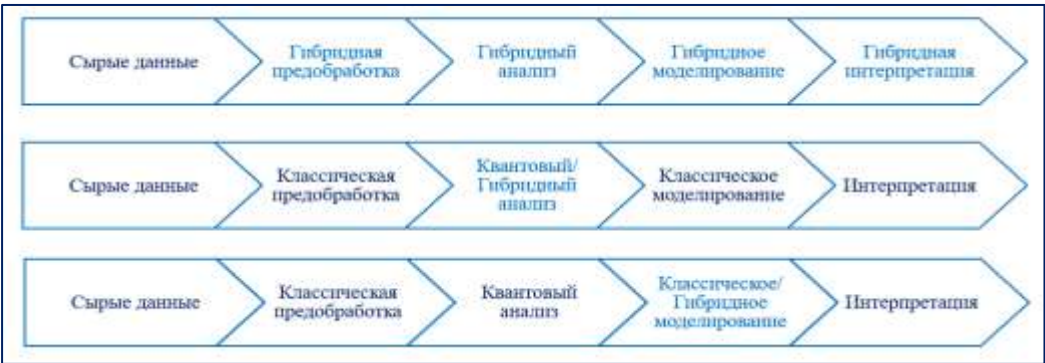 Сырые данные
Гибридная
предобработка
Гибридный
анализ
Гибридное
моделирование
Гибридная
интерпретация
Сырые данные
Классическая
предобработка
Квантовый/
Гибридный
анализ
Классическое
моделирование
Интерпретация
Сырые данные
Классическая
предобработка
Квантовый
анализ
Классическое/
Гибридное
моделирование
Интерпретация